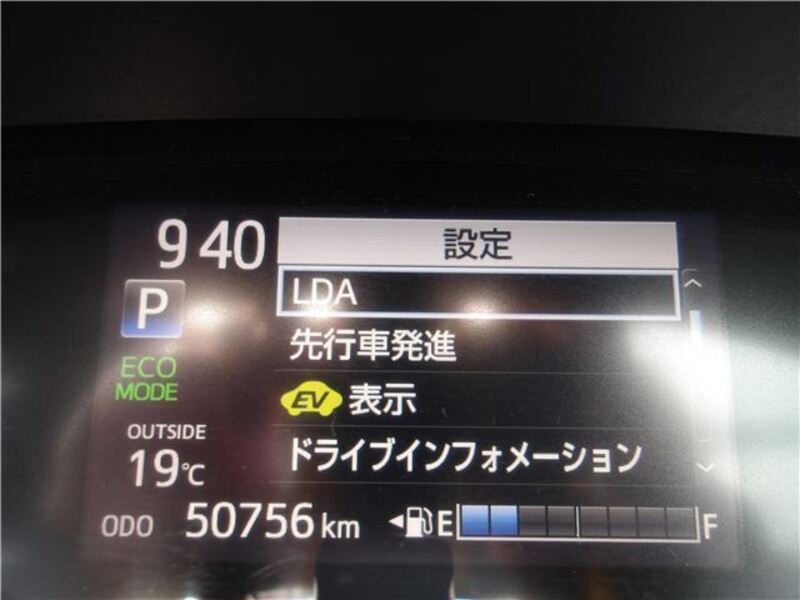 9 40
設定
LDA
P
先行車発進
ECO
MODE
EV 表示
OUTSIDE
19℃
ドライブインフォメーション
ODO 50756 km
E F